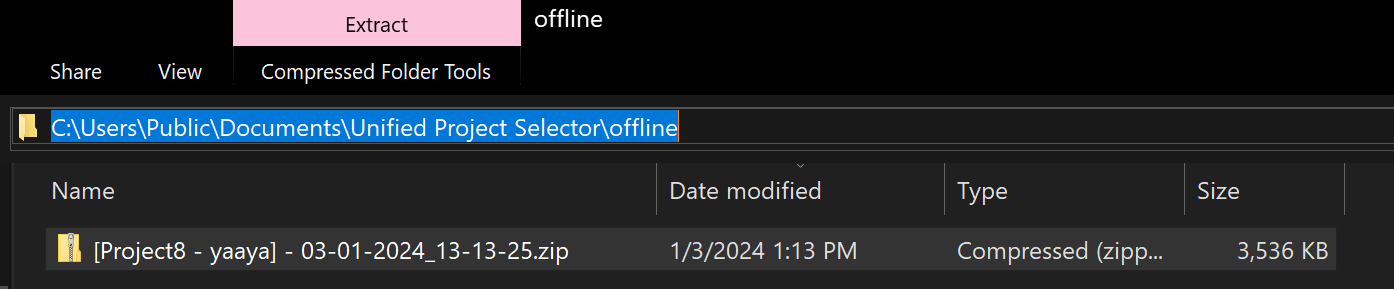 Extract
offline
Share View Compressed Folder Tools
C:\Users\Public\Documents\Unified Project Selector\offline
Name Date modified Type Size
[Project8 - yaaya] - 03-01-2024_13-13-25.zip 1/3/2024 1:13 PM Compressed (zipp... 3,536 KB